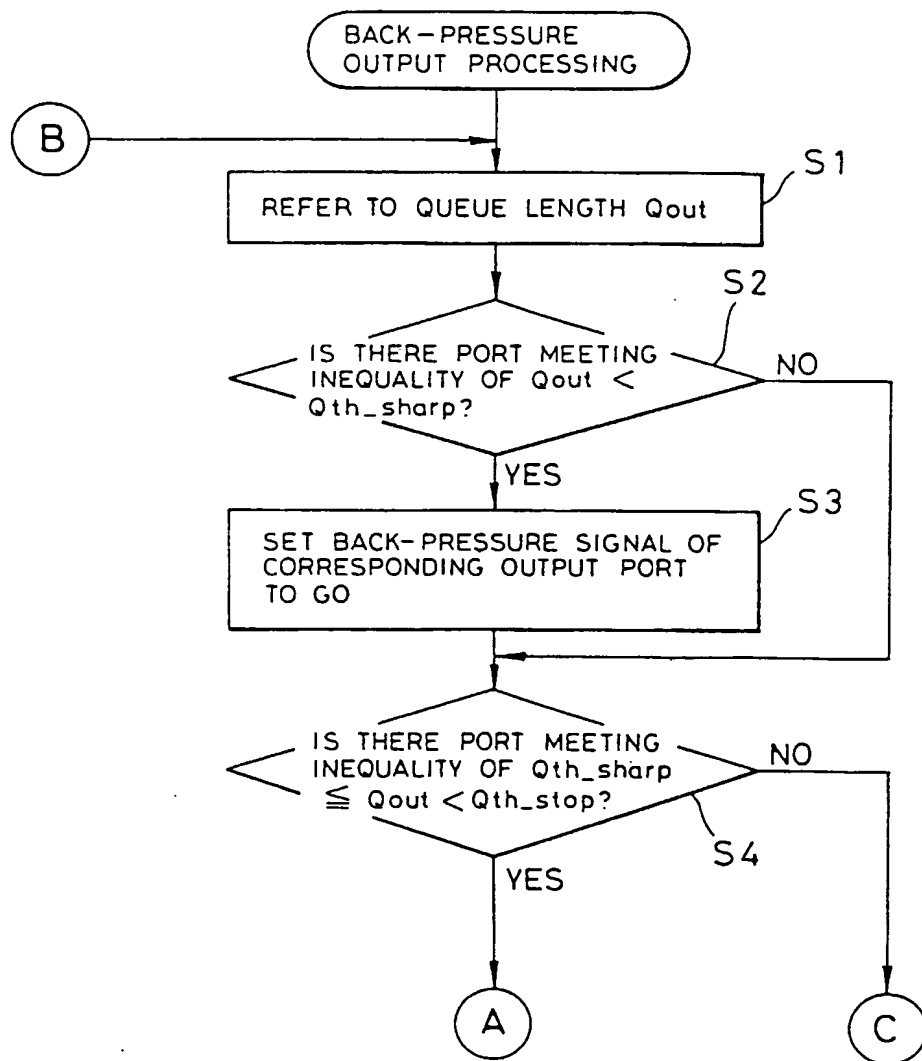 BACK-PRESSURE
OUTPUT PROCESSING
B
S1
REFER TO QUEUE LENGTH Qout
S2
IS THERE PORT MEETING
INEQUALITY OF Qout <
Qth_sharp?
NO
YES
S3
SET BACK-PRESSURE SIGNAL OF
CORRESPONDING OUTPUT PORT
TO GO
IS THERE PORT MEETING
INEQUALITY OF Qth_sharp
≦ Qout < Qth_stop?
NO
S4
YES
A
C